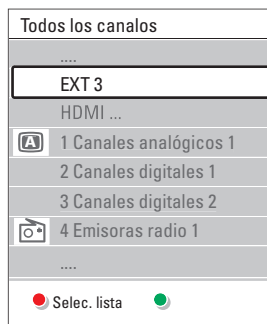 Todos los canales
....
EXT 3
HDMI ...
A 1 Canales analógicos 1
2 Canales digitales 1
3 Canales digitales 2
4 Emisoras radio 1
....
Selec. lista